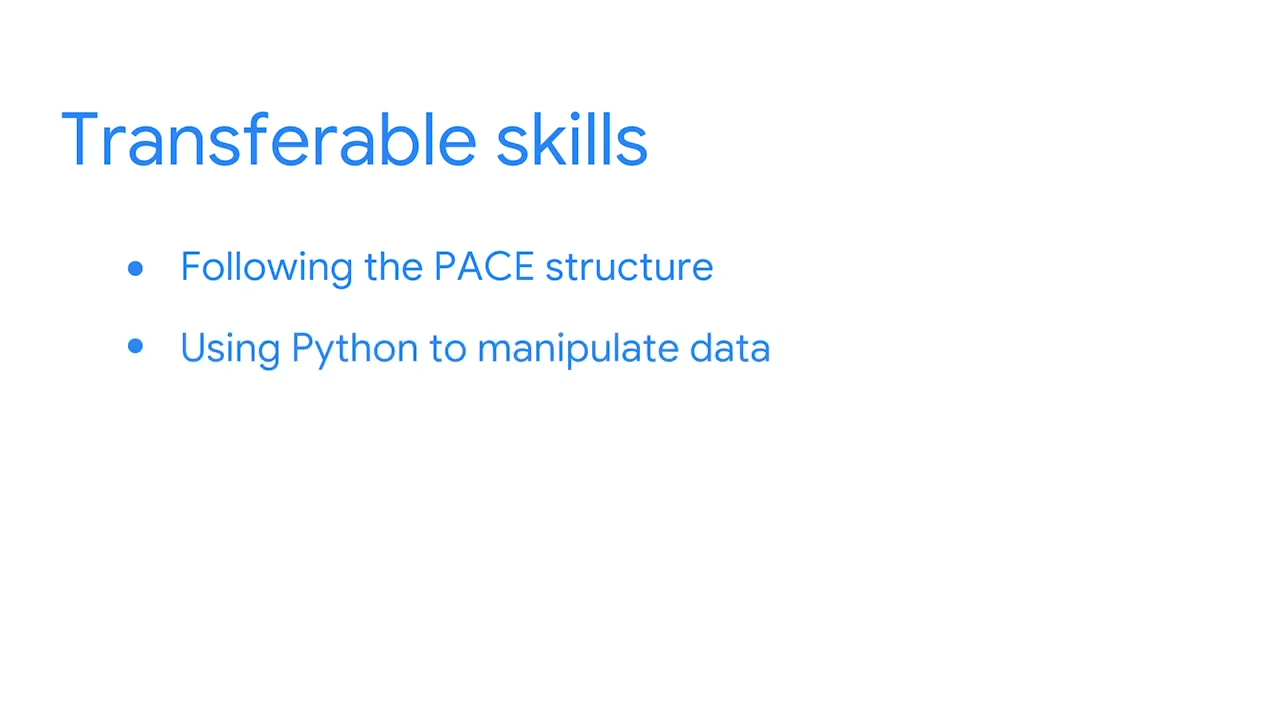 Transferable skills
● Following the PACE structure
● Using Python to manipulate data